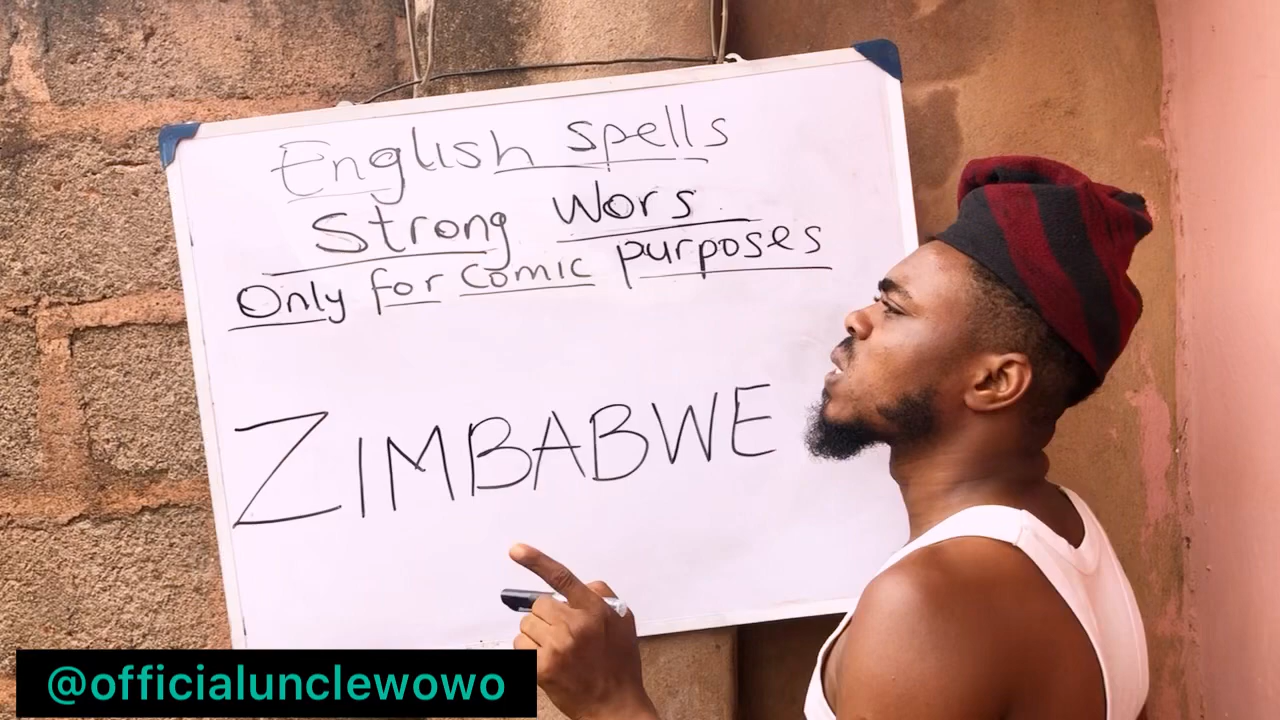 English spells
Strong Wors
Only for Comic purposes
ZIMBABWE
@officialunclewowo